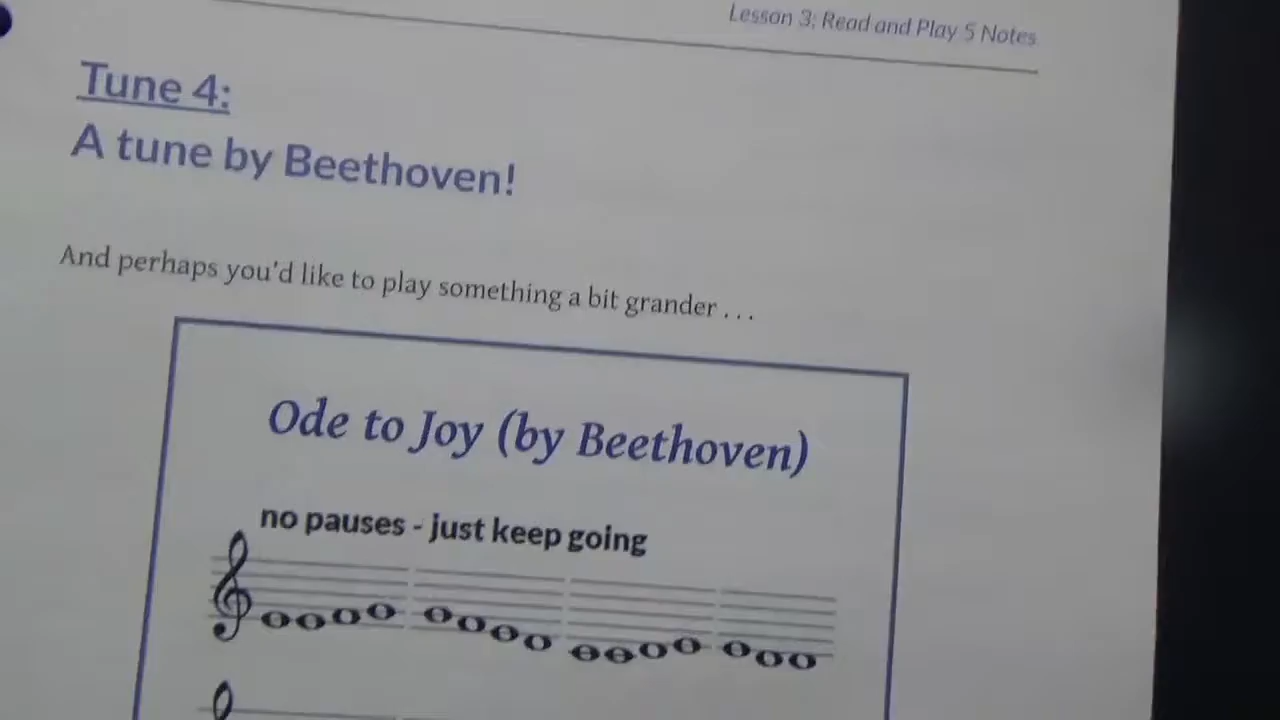 Lesson 3: Read and Play 5 Notes
Tune 4:
A tune by Beethoven!
And perhaps you'd like to play something a bit grander . . .
Ode to Joy (by Beethoven)
no pauses - just keep going